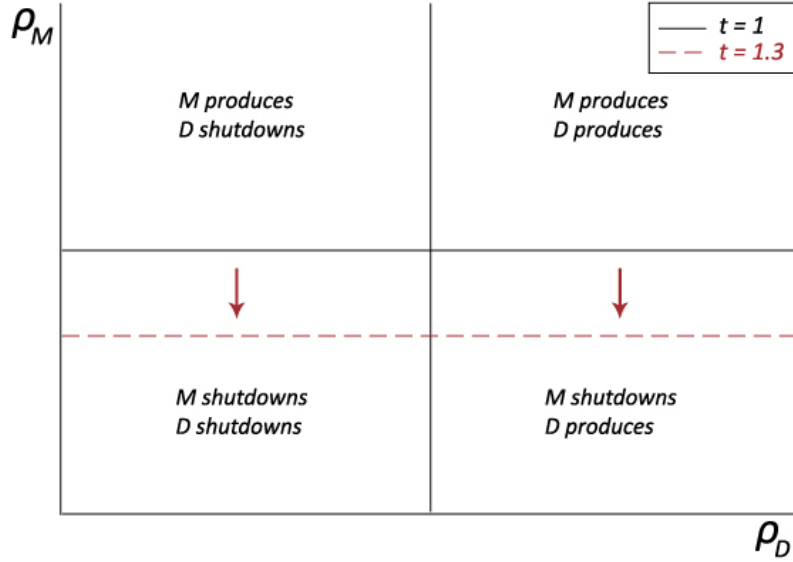 ρM
t = 1
t = 1.3
M produces
D shutdowns
M produces
D produces
M shutdowns
D shutdowns
M shutdowns
D produces
ρD